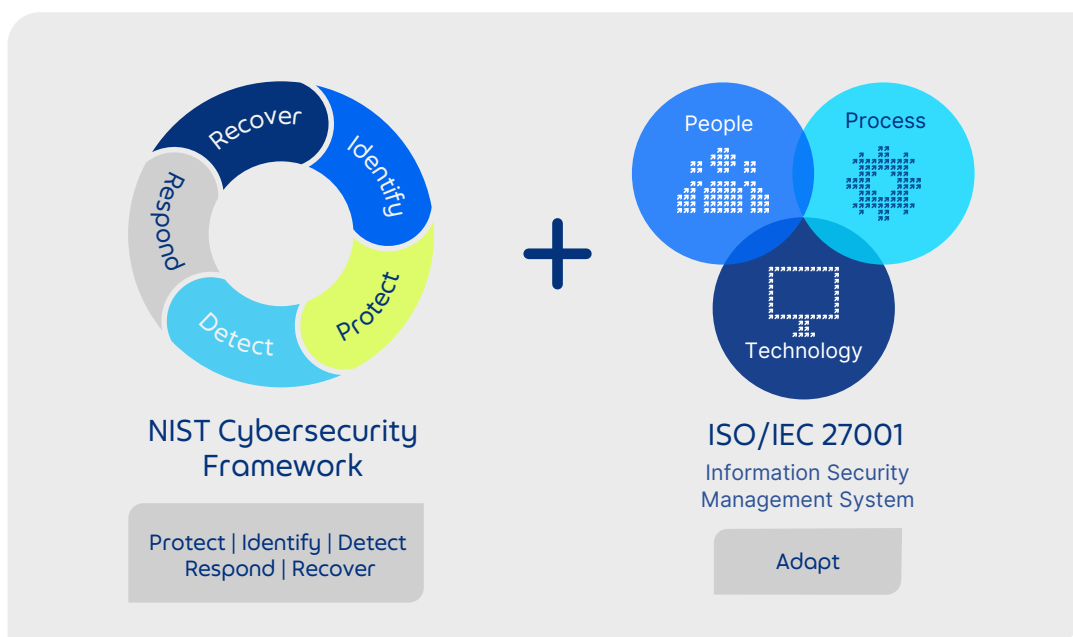 Recover
Identify
Protect
Detect
Respond
NIST Cybersecurity
Framework
Protect | Identify | Detect
Respond | Recover
People
Process
Technology
ISO/IEC 27001
Information Security
Management System
Adapt